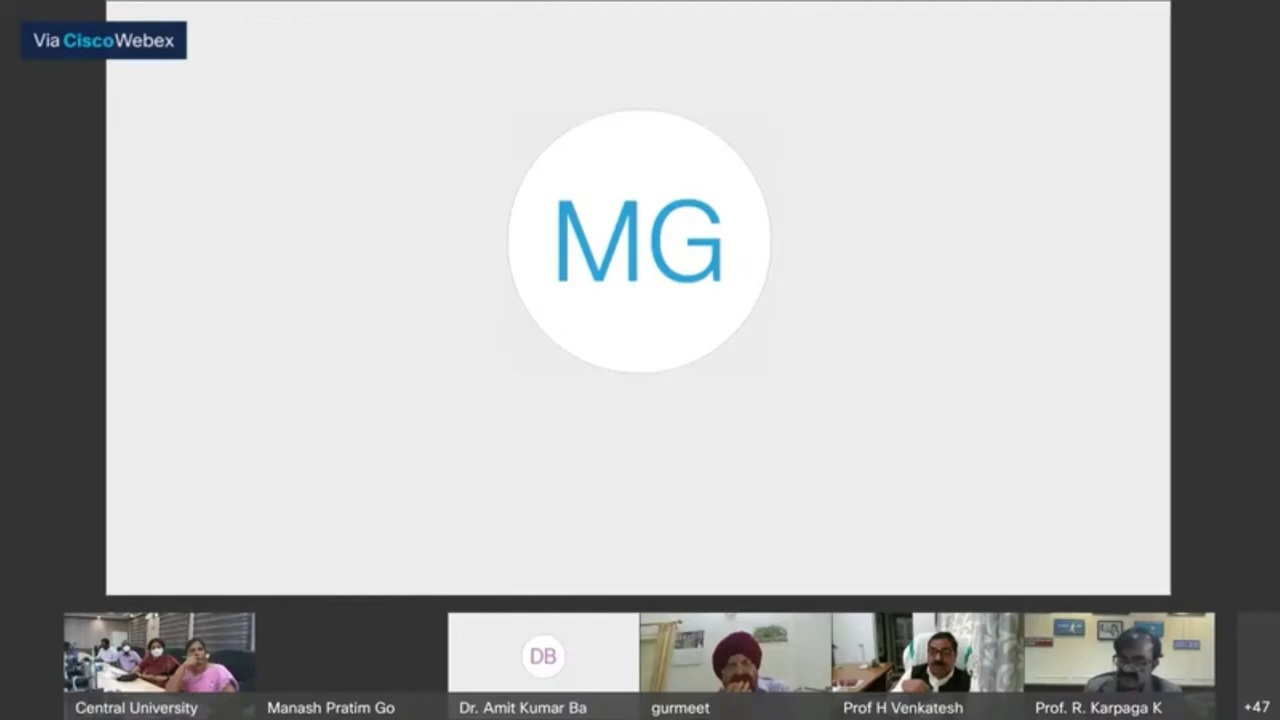 Via CiscoWebex
MG
DB
Central University
Manash Pratim Go
Dr. Amit Kumar Ba
gurmeet
Prof H Venkatesh
Prof. R. Karpaga K
+47